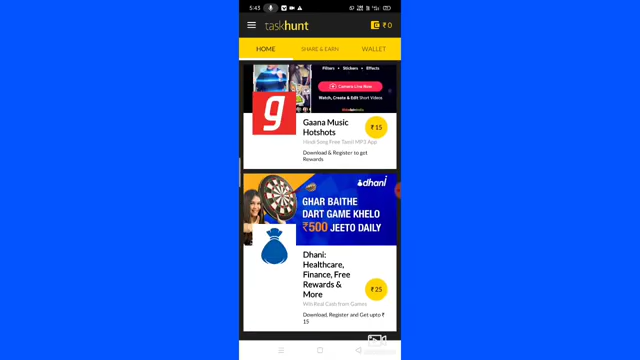 5:43
taskhunt
₹ 0
HOME
SHARE & EARN
WALLET
Filters • Stickers • Effects
Camera Live Now
Watch, Create & Edit Short Videos
g
Gaana Music
Hotshots
₹ 15
Hindi Song Free Tamil MP3 App
Download & Register to get
Rewards
dhani
GHAR BAITHE
DART GAME KHELO
₹500 JEETO DAILY
Dhani:
Healthcare,
Finance, Free
Rewards &
More
₹ 25
Win Real Cash from Games
Download, Register and Get upto ₹
15